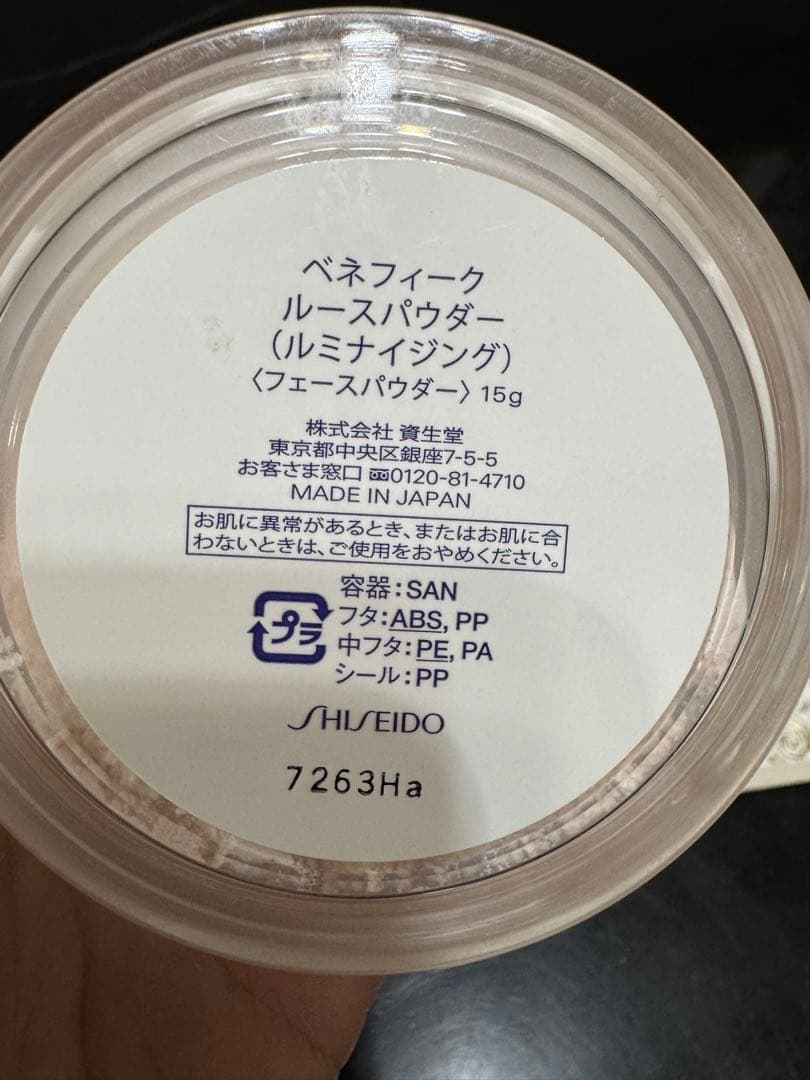 ベネフィーク
ルースパウダー
(ルミナイジング)
〈フェースパウダー〉15g
株式会社 資生堂
東京都中央区銀座7-5-5
お客さま窓口 0120-81-4710
MADE IN JAPAN
お肌に異常があるとき、またはお肌に合
わないときは、ご使用をおやめください。
容器:SAN
プラ フタ:ABS, PP
中フタ:PE, PA
シール:PP
SHISEIDO
7263Ha